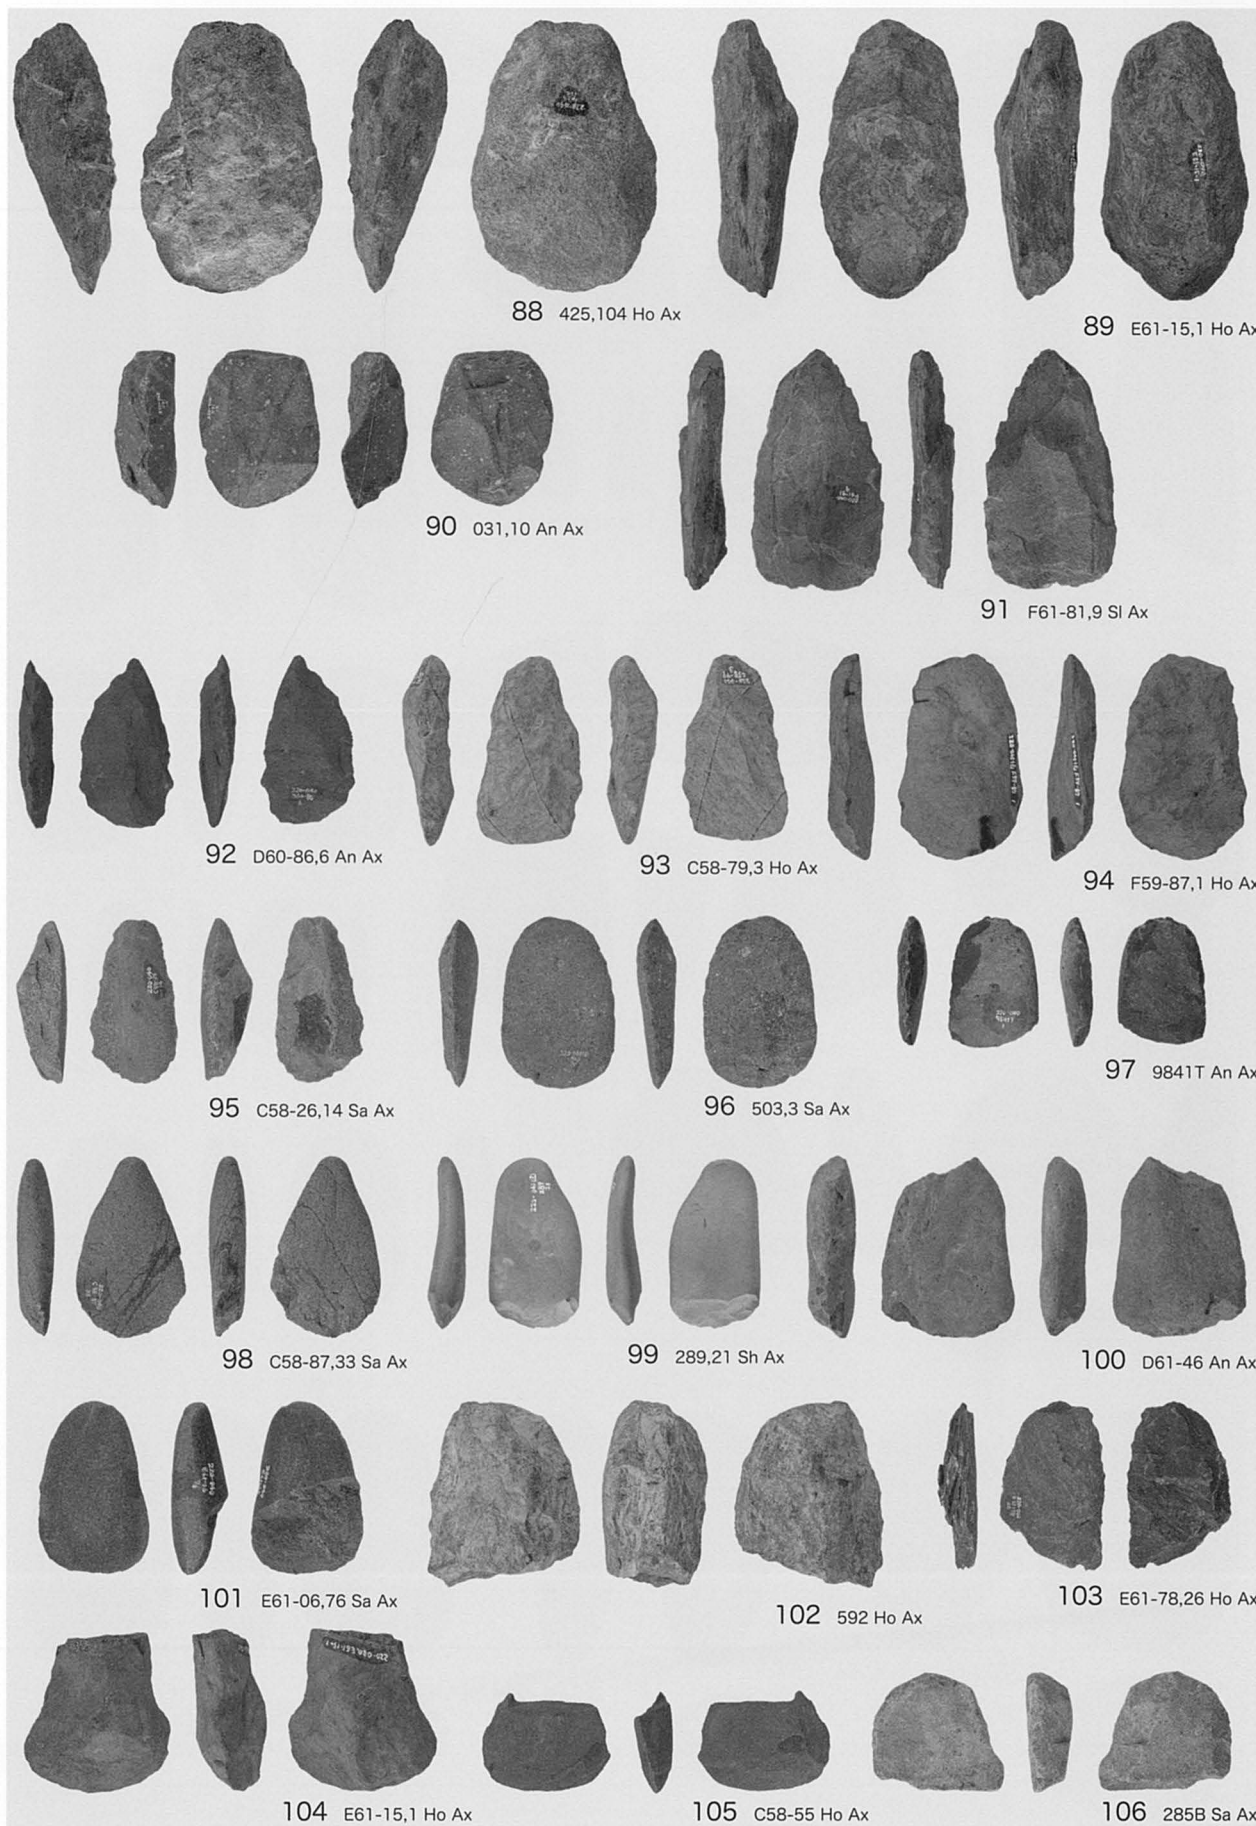 88 425,104 Ho Ax
89 E61-15,1 Ho Ax
90 031,10 An Ax
91 F61-81,9 Sl Ax
92 D60-86,6 An Ax
93 C58-79,3 Ho Ax
94 F59-87,1 Ho Ax
95 C58-26,14 Sa Ax
96 503,3 Sa Ax
97 9841T An Ax
98 C58-87,33 Sa Ax
99 289,21 Sh Ax
100 D61-46 An Ax
101 E61-06,76 Sa Ax
102 592 Ho Ax
103 E61-78,26 Ho Ax
104 E61-15,1 Ho Ax
105 C58-55 Ho Ax
106 285B Sa Ax